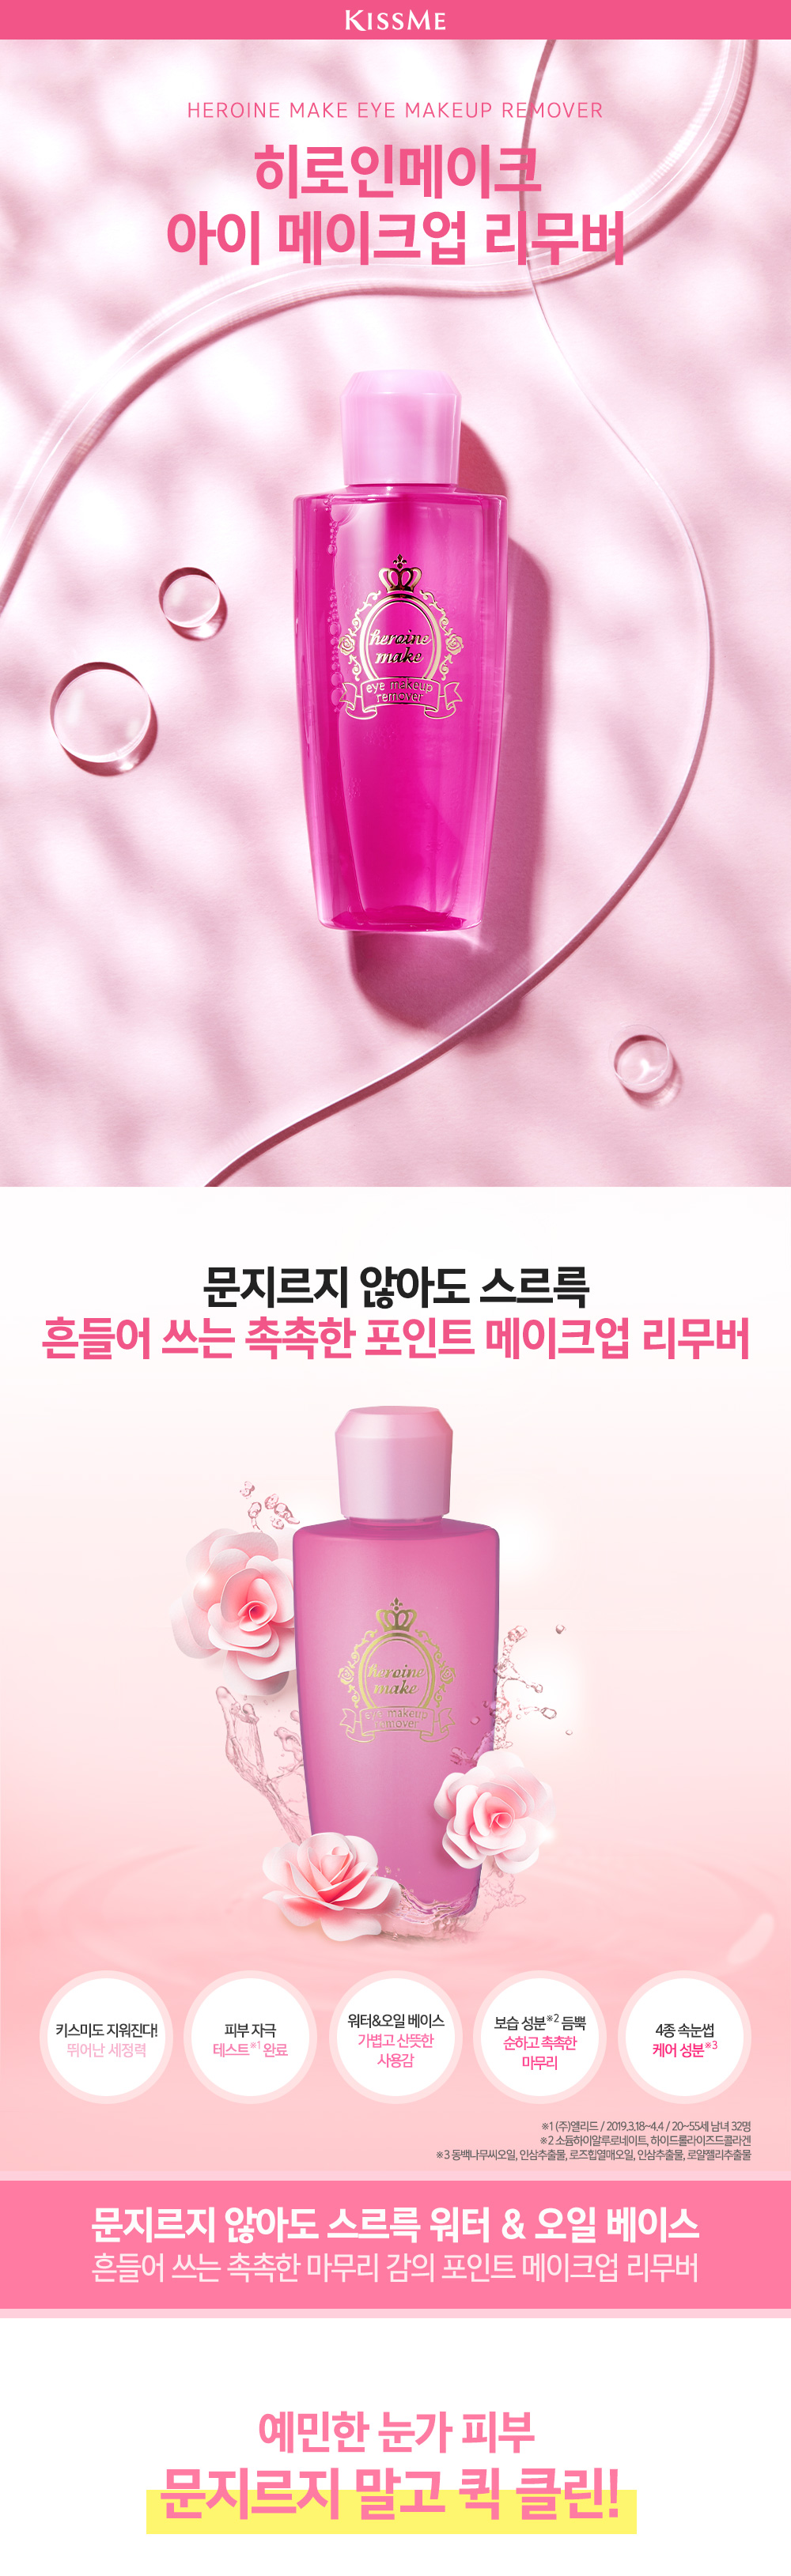 KISSME
HEROINE MAKE EYE MAKEUP REMOVER
히로인메이크
아이 메이크업 리무버
heroine
make
eye makeup
remover
문지르지 않아도 스르륵
흔들어 쓰는 촉촉한 포인트 메이크업 리무버
heroine
make
eye makeup
remover
키스미도 지워진다!
뛰어난 세정력
피부 자극
테스트※1 완료
워터&오일 베이스
가볍고 산뜻한
사용감
보습 성분※2 듬뿍
순하고 촉촉한
마무리
4종 속눈썹
케어 성분※3
※1 (주)엘리드 / 2019.3.18~4.4 / 20~55세 남녀 32명
※2 소듐하이알루로네이트, 하이드롤라이즈드콜라겐
※3 동백나무씨오일, 인삼추출물, 로즈힙열매오일, 인삼추출물, 로얄젤리추출물
문지르지 않아도 스르륵 워터 & 오일 베이스
흔들어 쓰는 촉촉한 마무리 감의 포인트 메이크업 리무버
예민한 눈가 피부
문지르지 말고 퀵 클린!